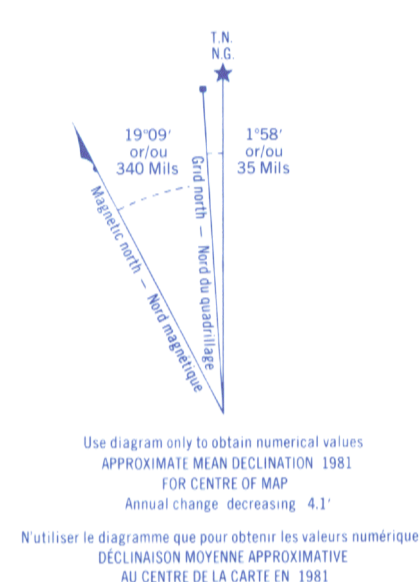 T.N.
N.G.
19°09′
or/ou
340 Mils
1°58′
or/ou
35 Mils
Magnetic north — Nord magnétique
Grid north — Nord du quadrillage
Use diagram only to obtain numerical values
APPROXIMATE MEAN DECLINATION 1981
FOR CENTRE OF MAP
Annual change decreasing 4.1′
N'utiliser le diagramme que pour obtenir les valeurs numérique
DÉCLINAISON MOYENNE APPROXIMATIVE
AU CENTRE DE LA CARTE EN 1981